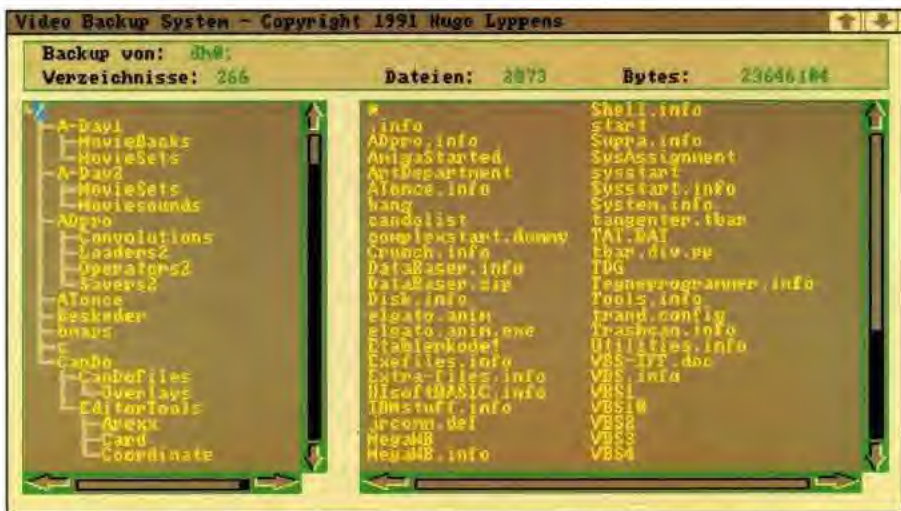 Video Backup System - Copyright 1991 Hugo Lyppens
Backup von: dh0:
Verzeichnisse: 266 Dateien: 2073 Bytes: 23646104
A-Day1
MovieBacks
MovieSets
A-Day2
MovieSets
Moviesounds
ADpro
Convolutions
Loaders2
Operators2
Savers2
ATonce
Beskeder
bmaps
C
CanDo
CanDoFiles
Overlays
EditorTools
Arexx
Card
Coordinate
.info
ADpro.info
AmigaStarted
ArtDepartment
ATonce.info
bang
candolist
complexstart.dummy
Crunch.info
DataBaser.info
DataBaser.zip
Disk.info
elgato.anim
elgato.anim.exe
Etablerkode!
Exefiles.info
Extra-files.info
HIsoftBASIC.info
IBMstuff.info
jrcomm.def
MegaWB
MegaWB.info
Shell.info
start
Supra.info
SysAssignment
sysstart
Sysstart.info
System.info
tangenter.tbar
TAI.DAT
tbar.div.pp
TDG
Tegneprogrammer.info
Tools.info
trand.config
Trashcan.info
Utilities.info
VBS-IFF.doc
VBS.info
VBS1
VBS10
VBS2
VBS3
VBS4